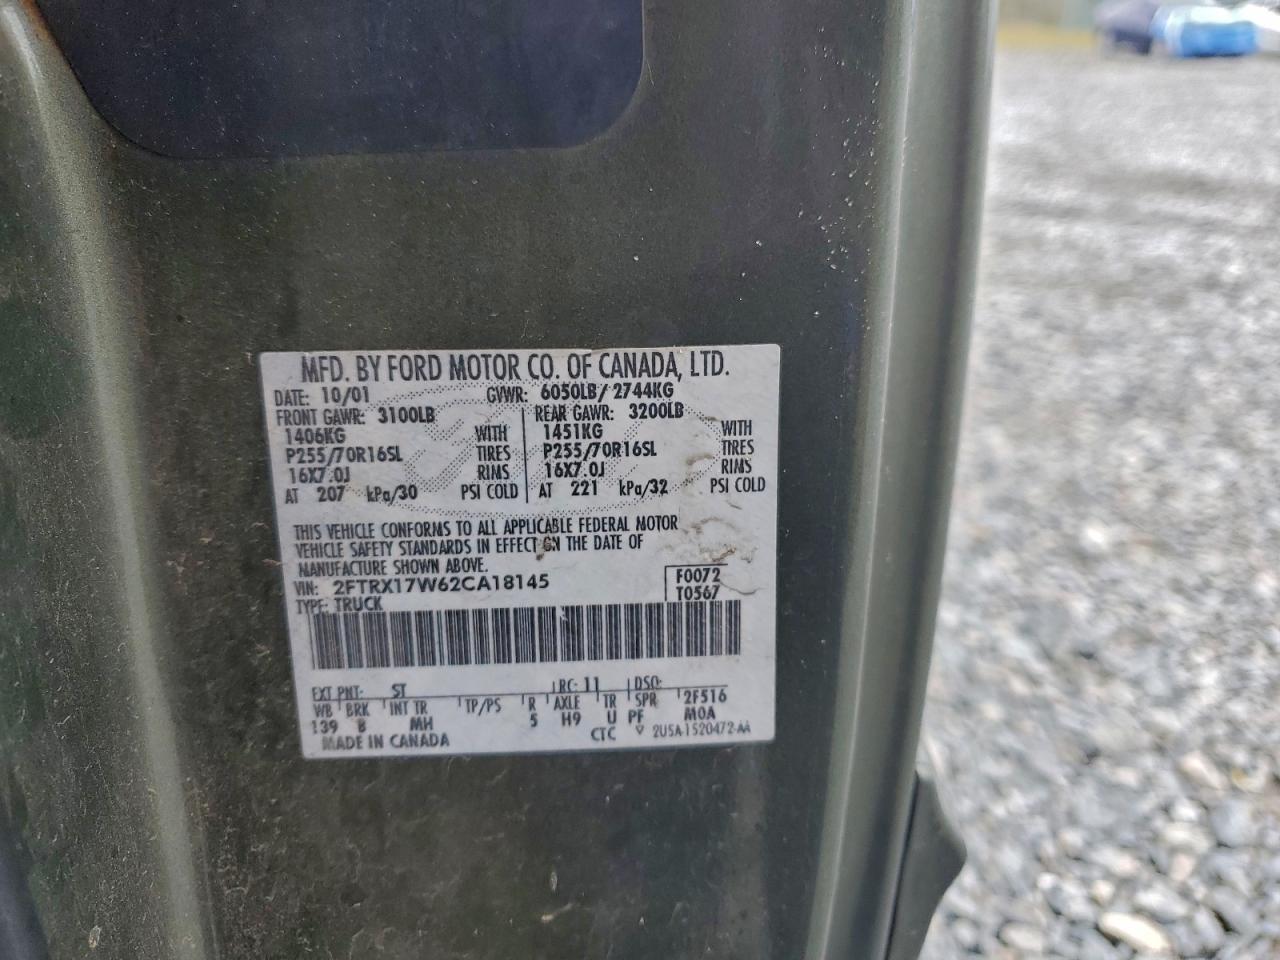 MFD. BY FORD MOTOR CO. OF CANADA, LTD.
DATE: 10/01 GVWR: 6050LB/ 2744KG
FRONT GAWR: 3100LB REAR GAWR: 3200LB
1406KG WITH 1451KG WITH
P255/70R16SL TIRES P255/70R16SL TIRES
16X7.0J RIMS 16X7.0J RIMS
AT 207 kPa/30 PSI COLD AT 221 kPa/32 PSI COLD
THIS VEHICLE CONFORMS TO ALL APPLICABLE FEDERAL MOTOR
VEHICLE SAFETY STANDARDS IN EFFECT ON THE DATE OF
MANUFACTURE SHOWN ABOVE.
VIN: 2FTRX17W62CA18145 F0072
TYPE: TRUCK T0567
EXT PNT: ST RC: 11 DSO:
WB BRK INT TR TP/PS R AXLE TR SPR 2F516
139 B MH 5 H9 U PF M0A
MADE IN CANADA CTC ▽ 2U5A-1520472-AA